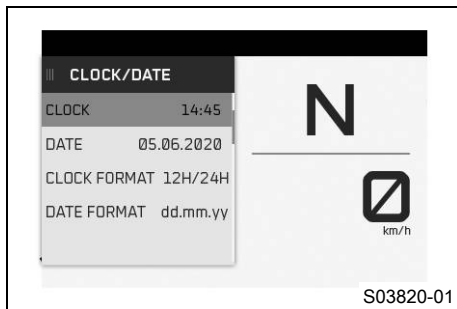 CLOCK/DATE
CLOCK 14:45
DATE 05.06.2020
CLOCK FORMAT 12H/24H
DATE FORMAT dd.mm.yy
N
0
km/h
S03820-01